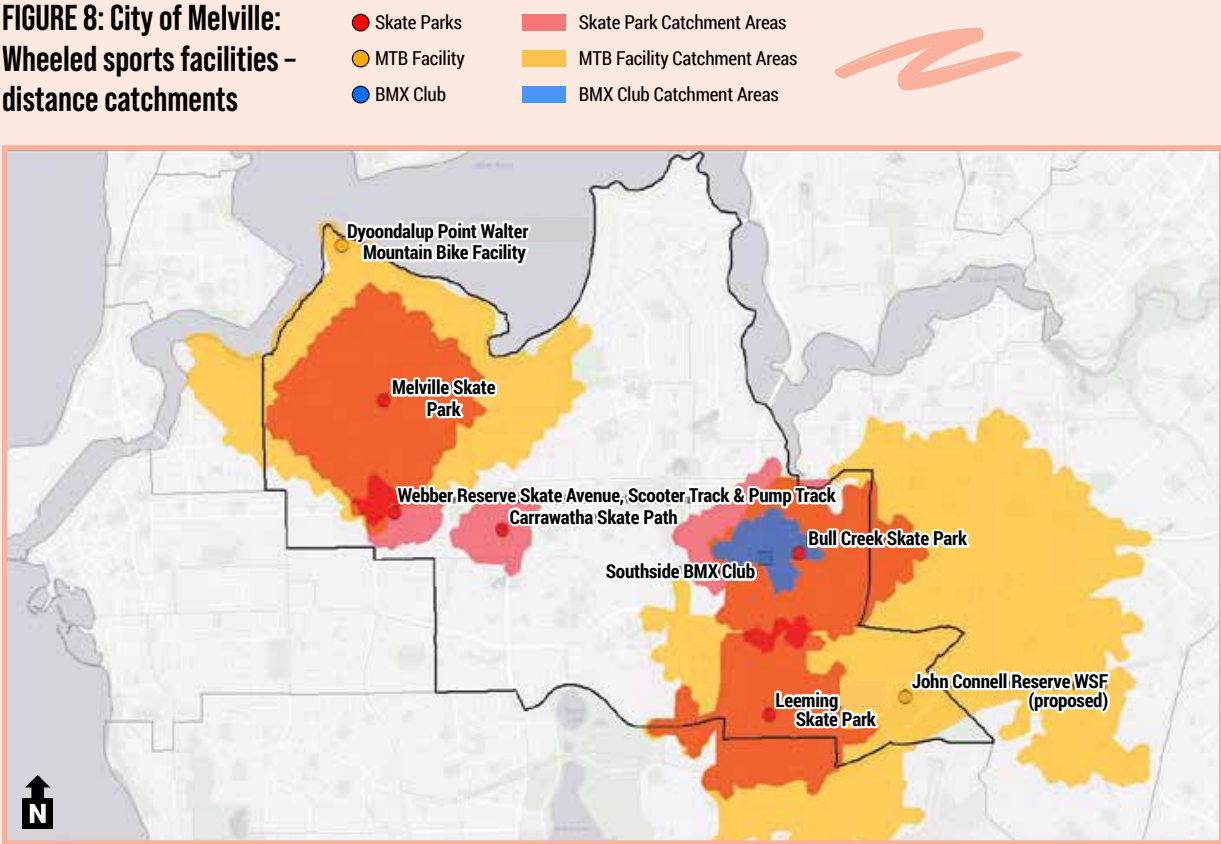 FIGURE 8: City of Melville:
Wheeled sports facilities –
distance catchments
Skate Parks
MTB Facility
BMX Club
Skate Park Catchment Areas
MTB Facility Catchment Areas
BMX Club Catchment Areas
Dyoondalup Point Walter
Mountain Bike Facility
Melville Skate
Park
Webber Reserve Skate Avenue, Scooter Track & Pump Track
Carrawatha Skate Path
Bull Creek Skate Park
Southside BMX Club
John Connell Reserve WSF
(proposed)
Leeming
Skate Park
N